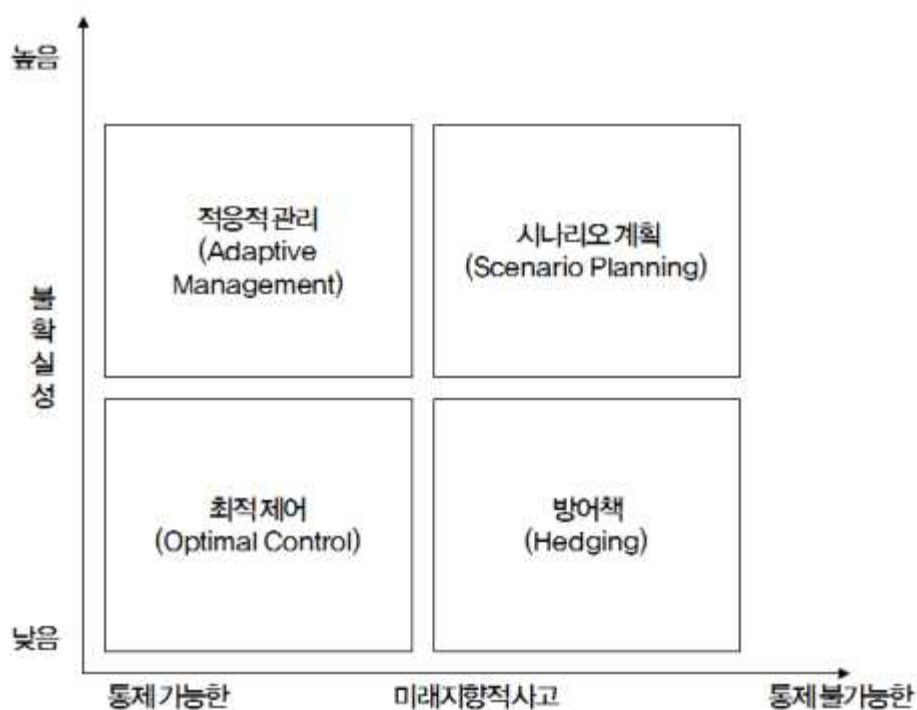 높음
적응적 관리
(Adaptive
Management)
시나리오 계획
(Scenario Planning)
불
확
실
성
최적 제어
(Optimal Control)
방어책
(Hedging)
낮음
통제 가능한
미래지향적사고
통제 불가능한